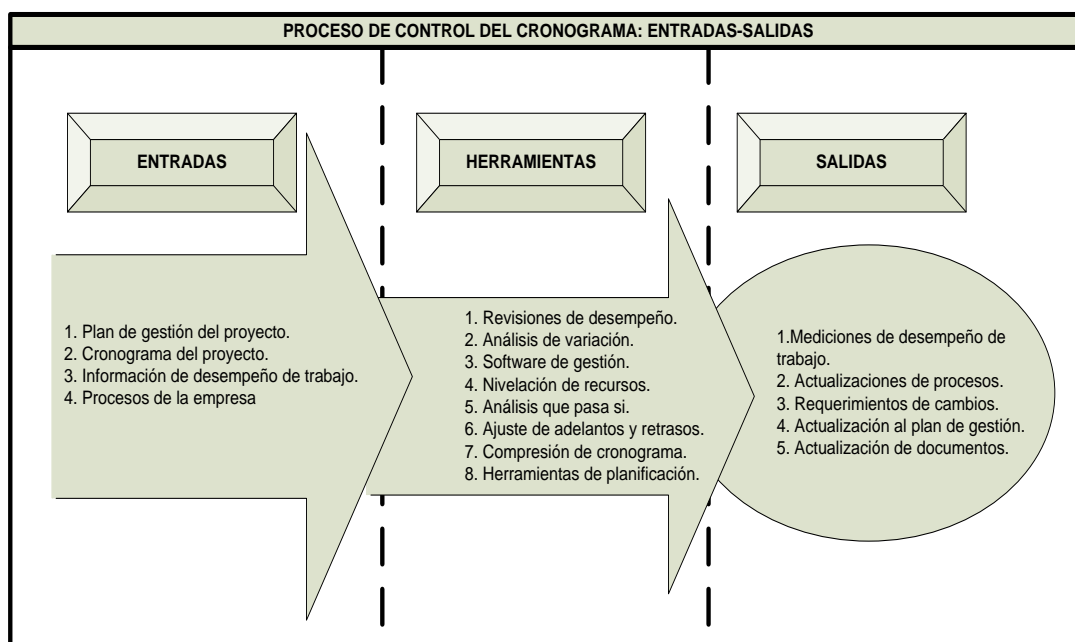 PROCESO DE CONTROL DEL CRONOGRAMA: ENTRADAS-SALIDAS
ENTRADAS
1. Plan de gestión del proyecto.
2. Cronograma del proyecto.
3. Información de desempeño de trabajo.
4. Procesos de la empresa
HERRAMIENTAS
1. Revisiones de desempeño.
2. Análisis de variación.
3. Software de gestión.
4. Nivelación de recursos.
5. Análisis que pasa si.
6. Ajuste de adelantos y retrasos.
7. Compresión de cronograma.
8. Herramientas de planificación.
SALIDAS
1.Mediciones de desempeño de
trabajo.
2. Actualizaciones de procesos.
3. Requerimientos de cambios.
4. Actualización al plan de gestión.
5. Actualización de documentos.